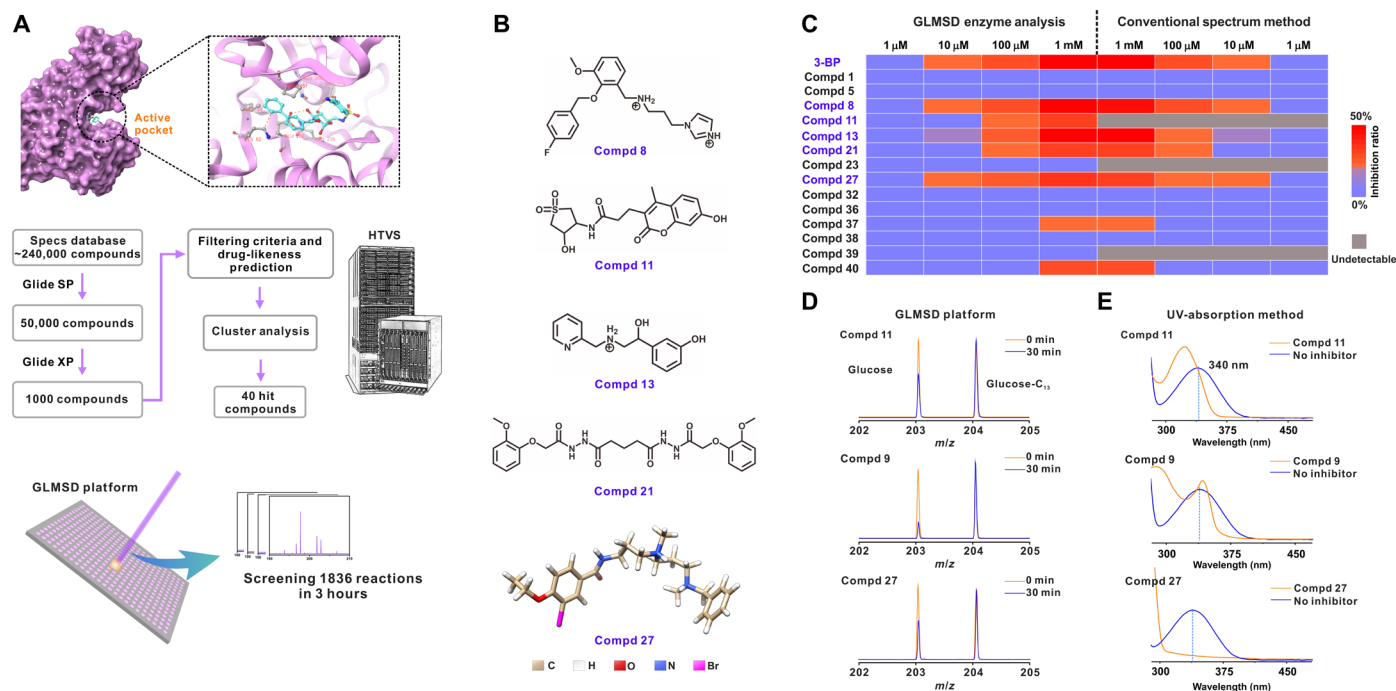 A
Active
pocket
Specs database
~240,000 compounds
Glide SP
50,000 compounds
Glide XP
1000 compounds
Filtering criteria and
drug-likeness
prediction
Cluster analysis
40 hit
compounds
HTVS
GLMSD platform
Screening 1836 reactions
in 3 hours
B
O
O
NH2
+
N
NH
+
F
Compd 8
O
O
S
OH
N
H
O
O
O
OH
Compd 11
N
NH2
+
OH
OH
Compd 13
O
O
O
H
N
N
H
O
O
H
N
N
H
O
O
O
Compd 21
Compd 27
C
H
O
N
Br
C
GLMSD enzyme analysis
Conventional spectrum method
1 μM
10 μM
100 μM
1 mM
1 mM
100 μM
10 μM
1 μM
3-BP
Compd 1
Compd 5
Compd 8
Compd 11
Compd 13
Compd 21
Compd 23
Compd 27
Compd 32
Compd 36
Compd 37
Compd 38
Compd 39
Compd 40
50%
Inhibition ratio
0%
Undetectable
D
GLMSD platform
Compd 11
0 min
30 min
Glucose
Glucose-C13
202 203 204 205
m/z
Compd 9
0 min
30 min
202 203 204 205
m/z
Compd 27
0 min
30 min
202 203 204 205
m/z
E
UV-absorption method
Compd 11
Compd 11
No inhibitor
340 nm
300 375 450
Wavelength (nm)
Compd 9
Compd 9
No inhibitor
300 375 450
Wavelength (nm)
Compd 27
Compd 27
No inhibitor
300 375 450
Wavelength (nm)